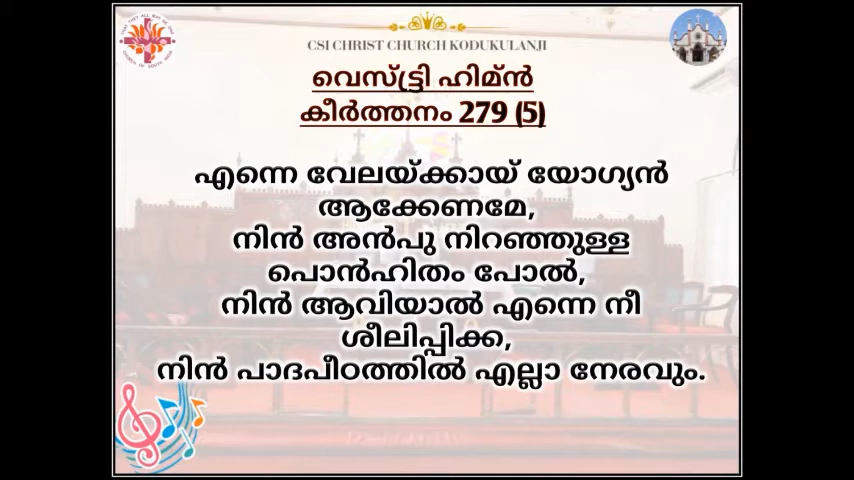 CSI CHRIST CHURCH KODUKULANJI
വെസ്ട്രി ഹിമ്ൻ
കീർത്തനം 279 (5)
എന്നെ വേലയ്ക്കായ് യോഗ്യൻ
ആക്കേണമേ,
നിൻ അൻപു നിറഞ്ഞുള്ള
പൊൻഹിതം പോൽ,
നിൻ ആവിയാൽ എന്നെ നീ
ശീലിപ്പിക്ക,
നിൻ പാദപീഠത്തിൽ എല്ലാ നേരവും.